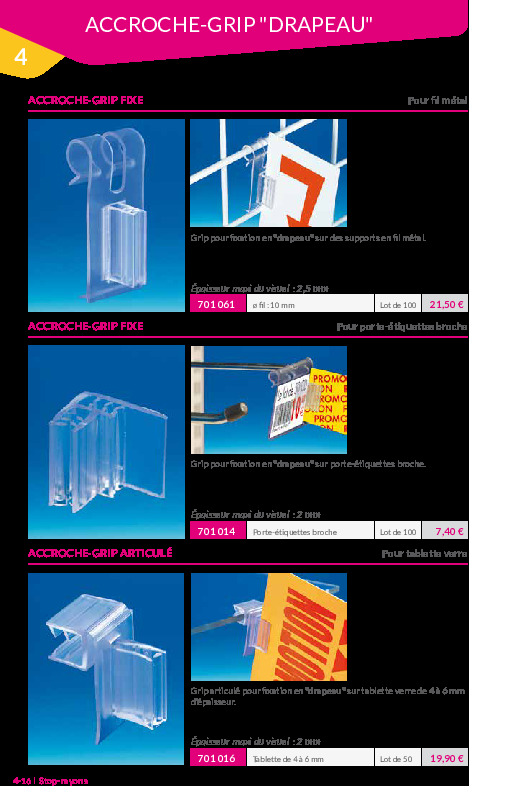 ACCROCHE-GRIP "DRAPEAU"
4
ACCROCHE-GRIP FIXE
Pour fil métal
Grip pour fixation en "drapeau" sur des supports en fil métal.
Épaisseur maxi du visuel : 2,5 mm
701 061 ø fil : 10 mm Lot de 100 21,50 €
ACCROCHE-GRIP FIXE
Pour porte-étiquettes broche
PROMO
PROMO
Grip pour fixation en "drapeau" sur porte-étiquettes broche.
Épaisseur maxi du visuel : 2 mm
701 014 Porte-étiquettes broche Lot de 100 7,40 €
ACCROCHE-GRIP ARTICULÉ
Pour tablette verre
MOTION
Grip articulé pour fixation en "drapeau" sur tablette verre de 4 à 6 mm
d'épaisseur.
Épaisseur maxi du visuel : 2 mm
701 016 Tablette de 4 à 6 mm Lot de 50 19,90 €
4-16 | Stop-rayons